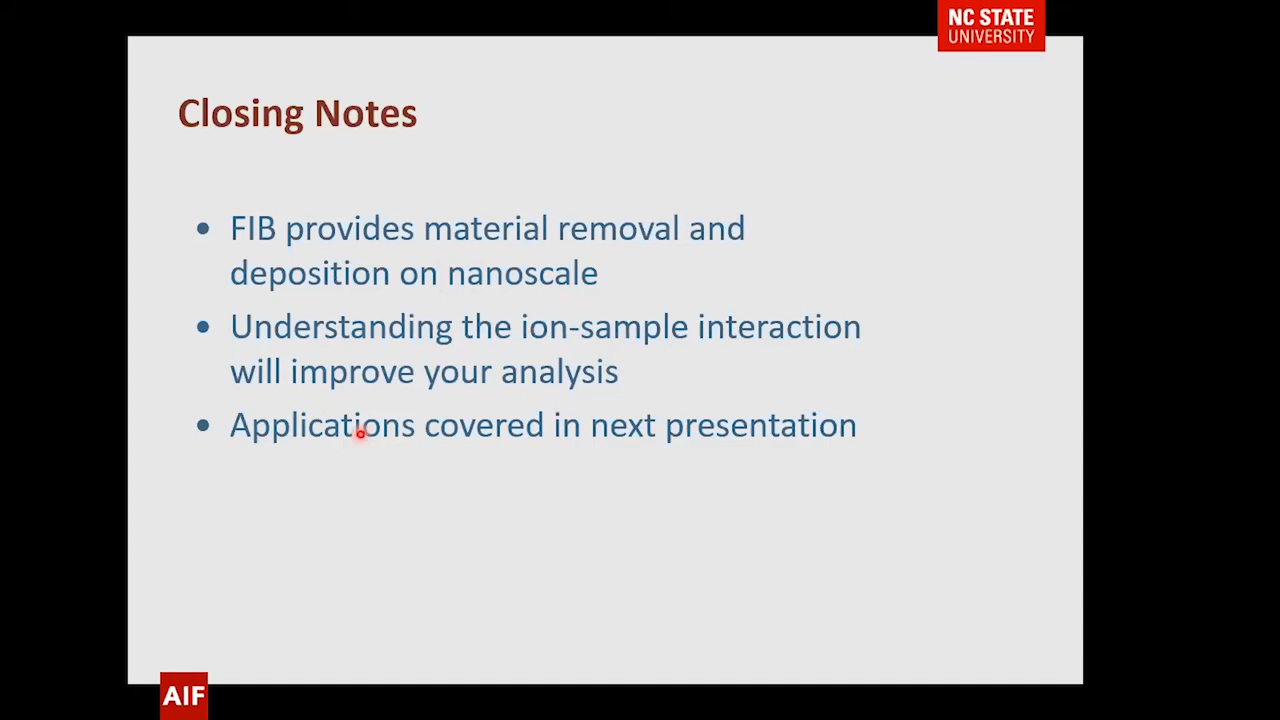 NC STATE
UNIVERSITY
Closing Notes
• FIB provides material removal and
deposition on nanoscale
• Understanding the ion-sample interaction
will improve your analysis
• Applications covered in next presentation
AIF